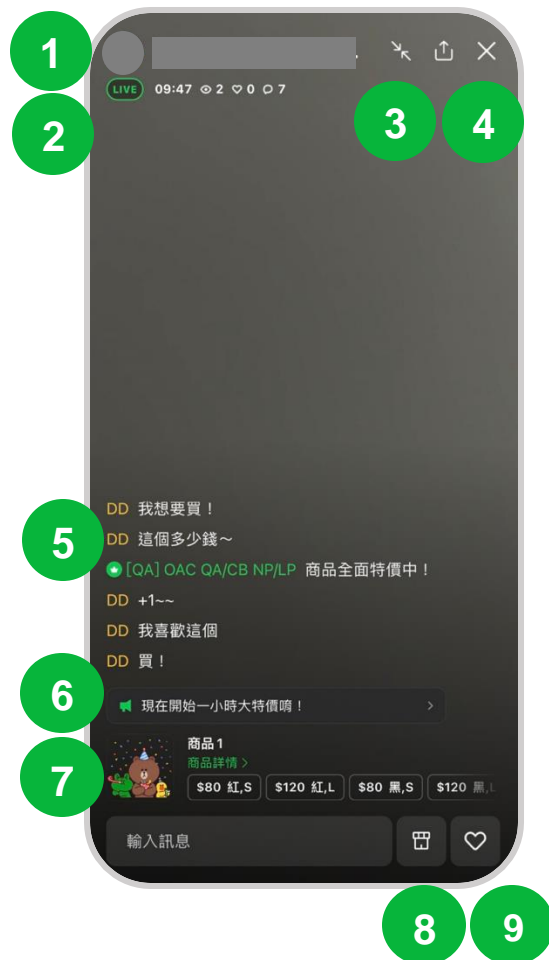 1
2
LIVE 09:47 2 0 7
3
4
5
DD 我想要買！
DD 這個多少錢～
[QA] OAC QA/CB NP/LP 商品全面特價中！
DD +1~~
DD 我喜歡這個
DD 買！
6
現在開始一小時大特價唷！
7
商品1
商品詳情
$80 紅,S $120 紅,L $80 黑,S $120 黑,L
輸入訊息
8
9